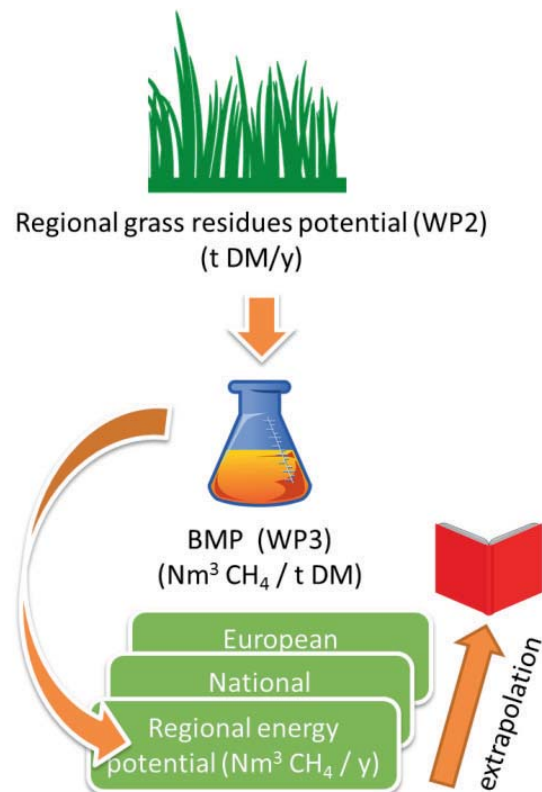 Regional grass residues potential (WP2)
(t DM/y)
BMP (WP3)
(Nm³ CH₄ / t DM)
European
National
Regional energy
potential (Nm³ CH₄ / y)
extrapolation